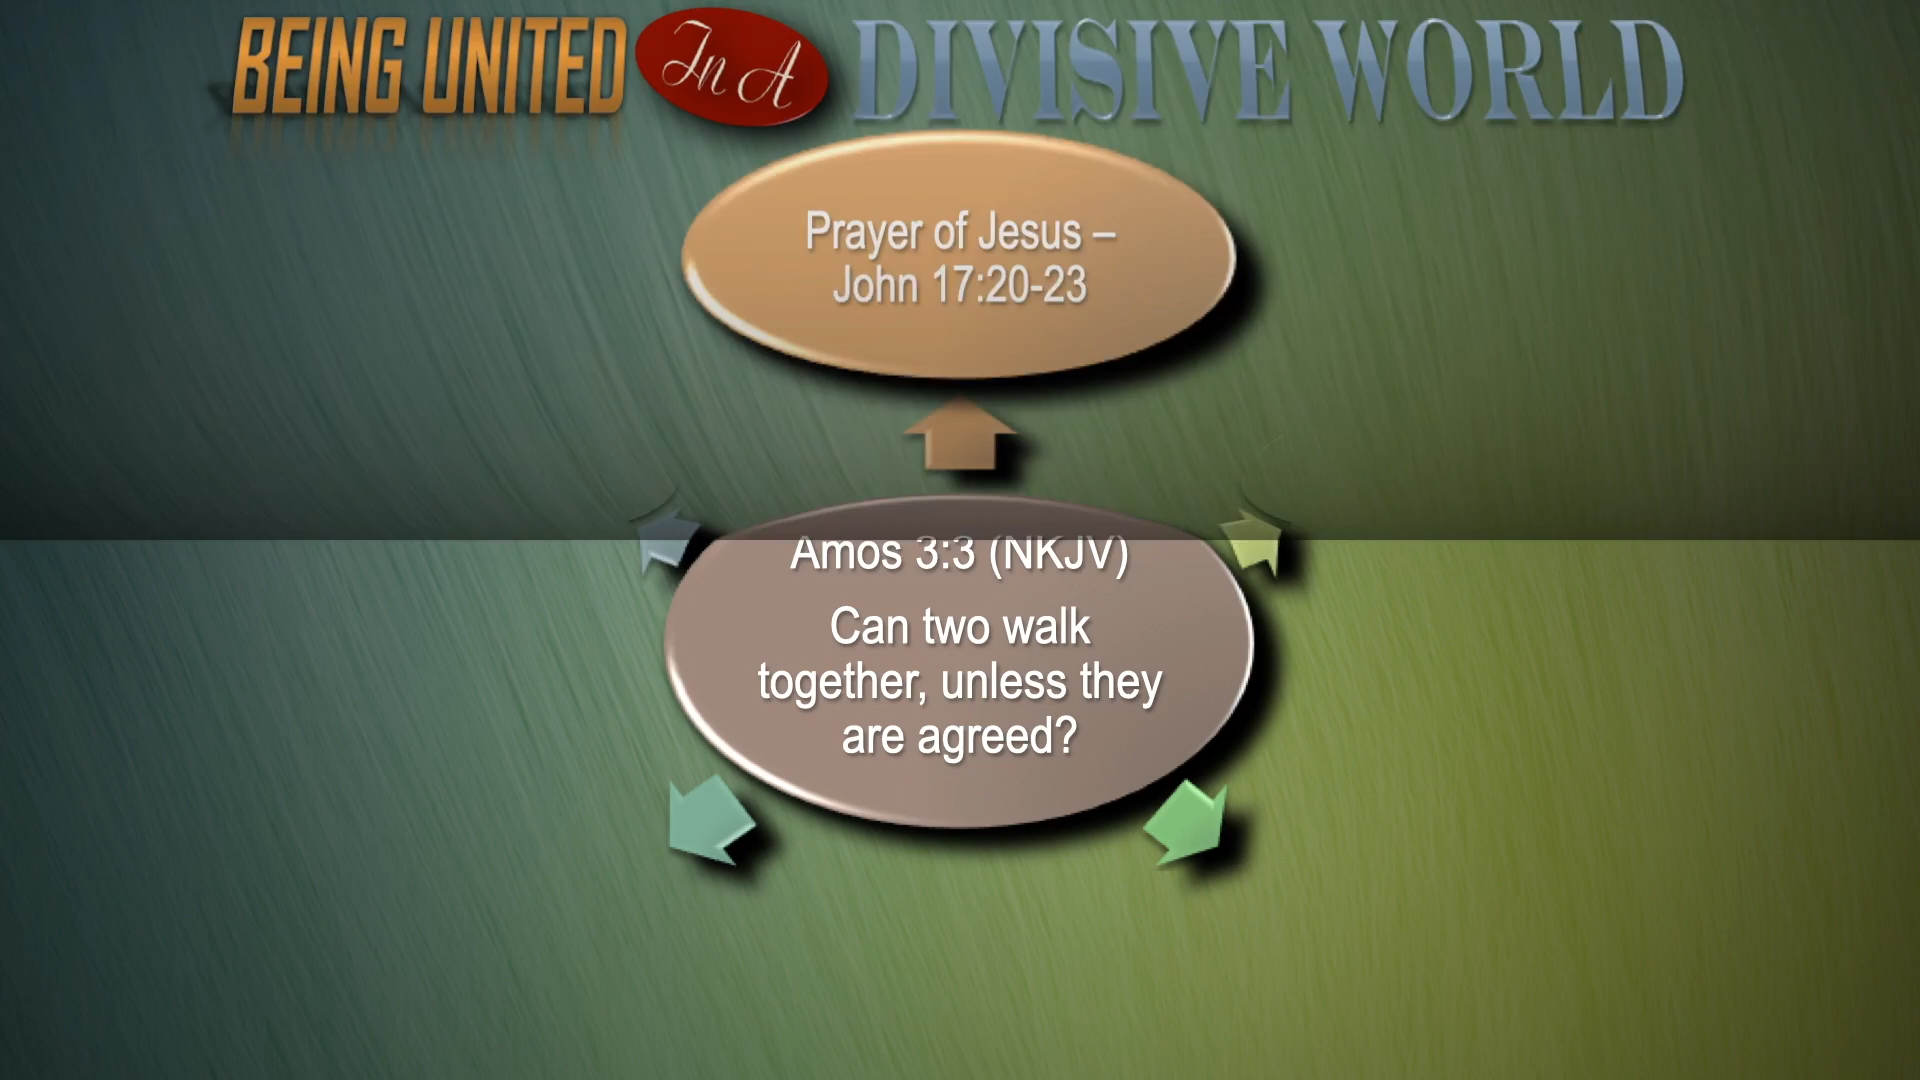 BEING UNITED In A DIVISIVE WORLD
Prayer of Jesus –
John 17:20-23
Amos 3:3 (NKJV)
Can two walk
together, unless they
are agreed?